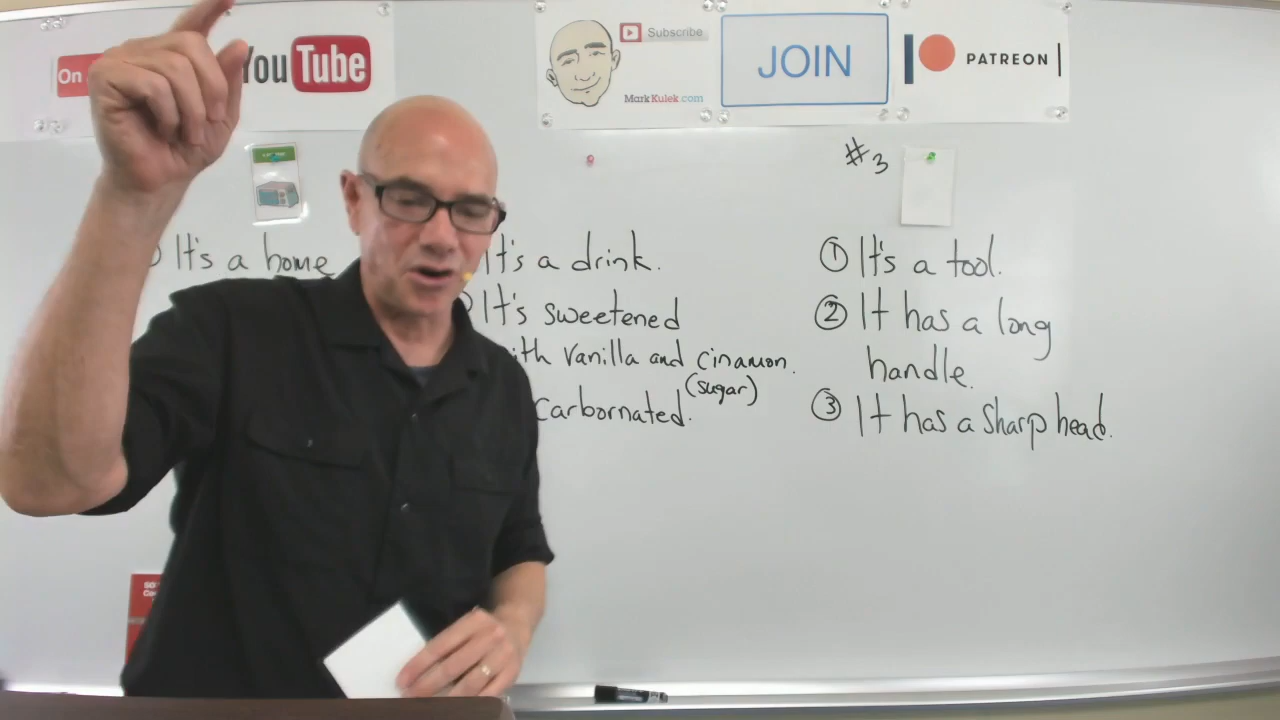 On
YouTube
Subscribe
MarkKulek.com
JOIN
PATREON
#3
It's a home
It's a drink.
It's sweetened
ith vanilla and cinamon.
(sugar)
carbornated.
① It's a tool.
② It has a long
handle.
③ It has a sharp head.